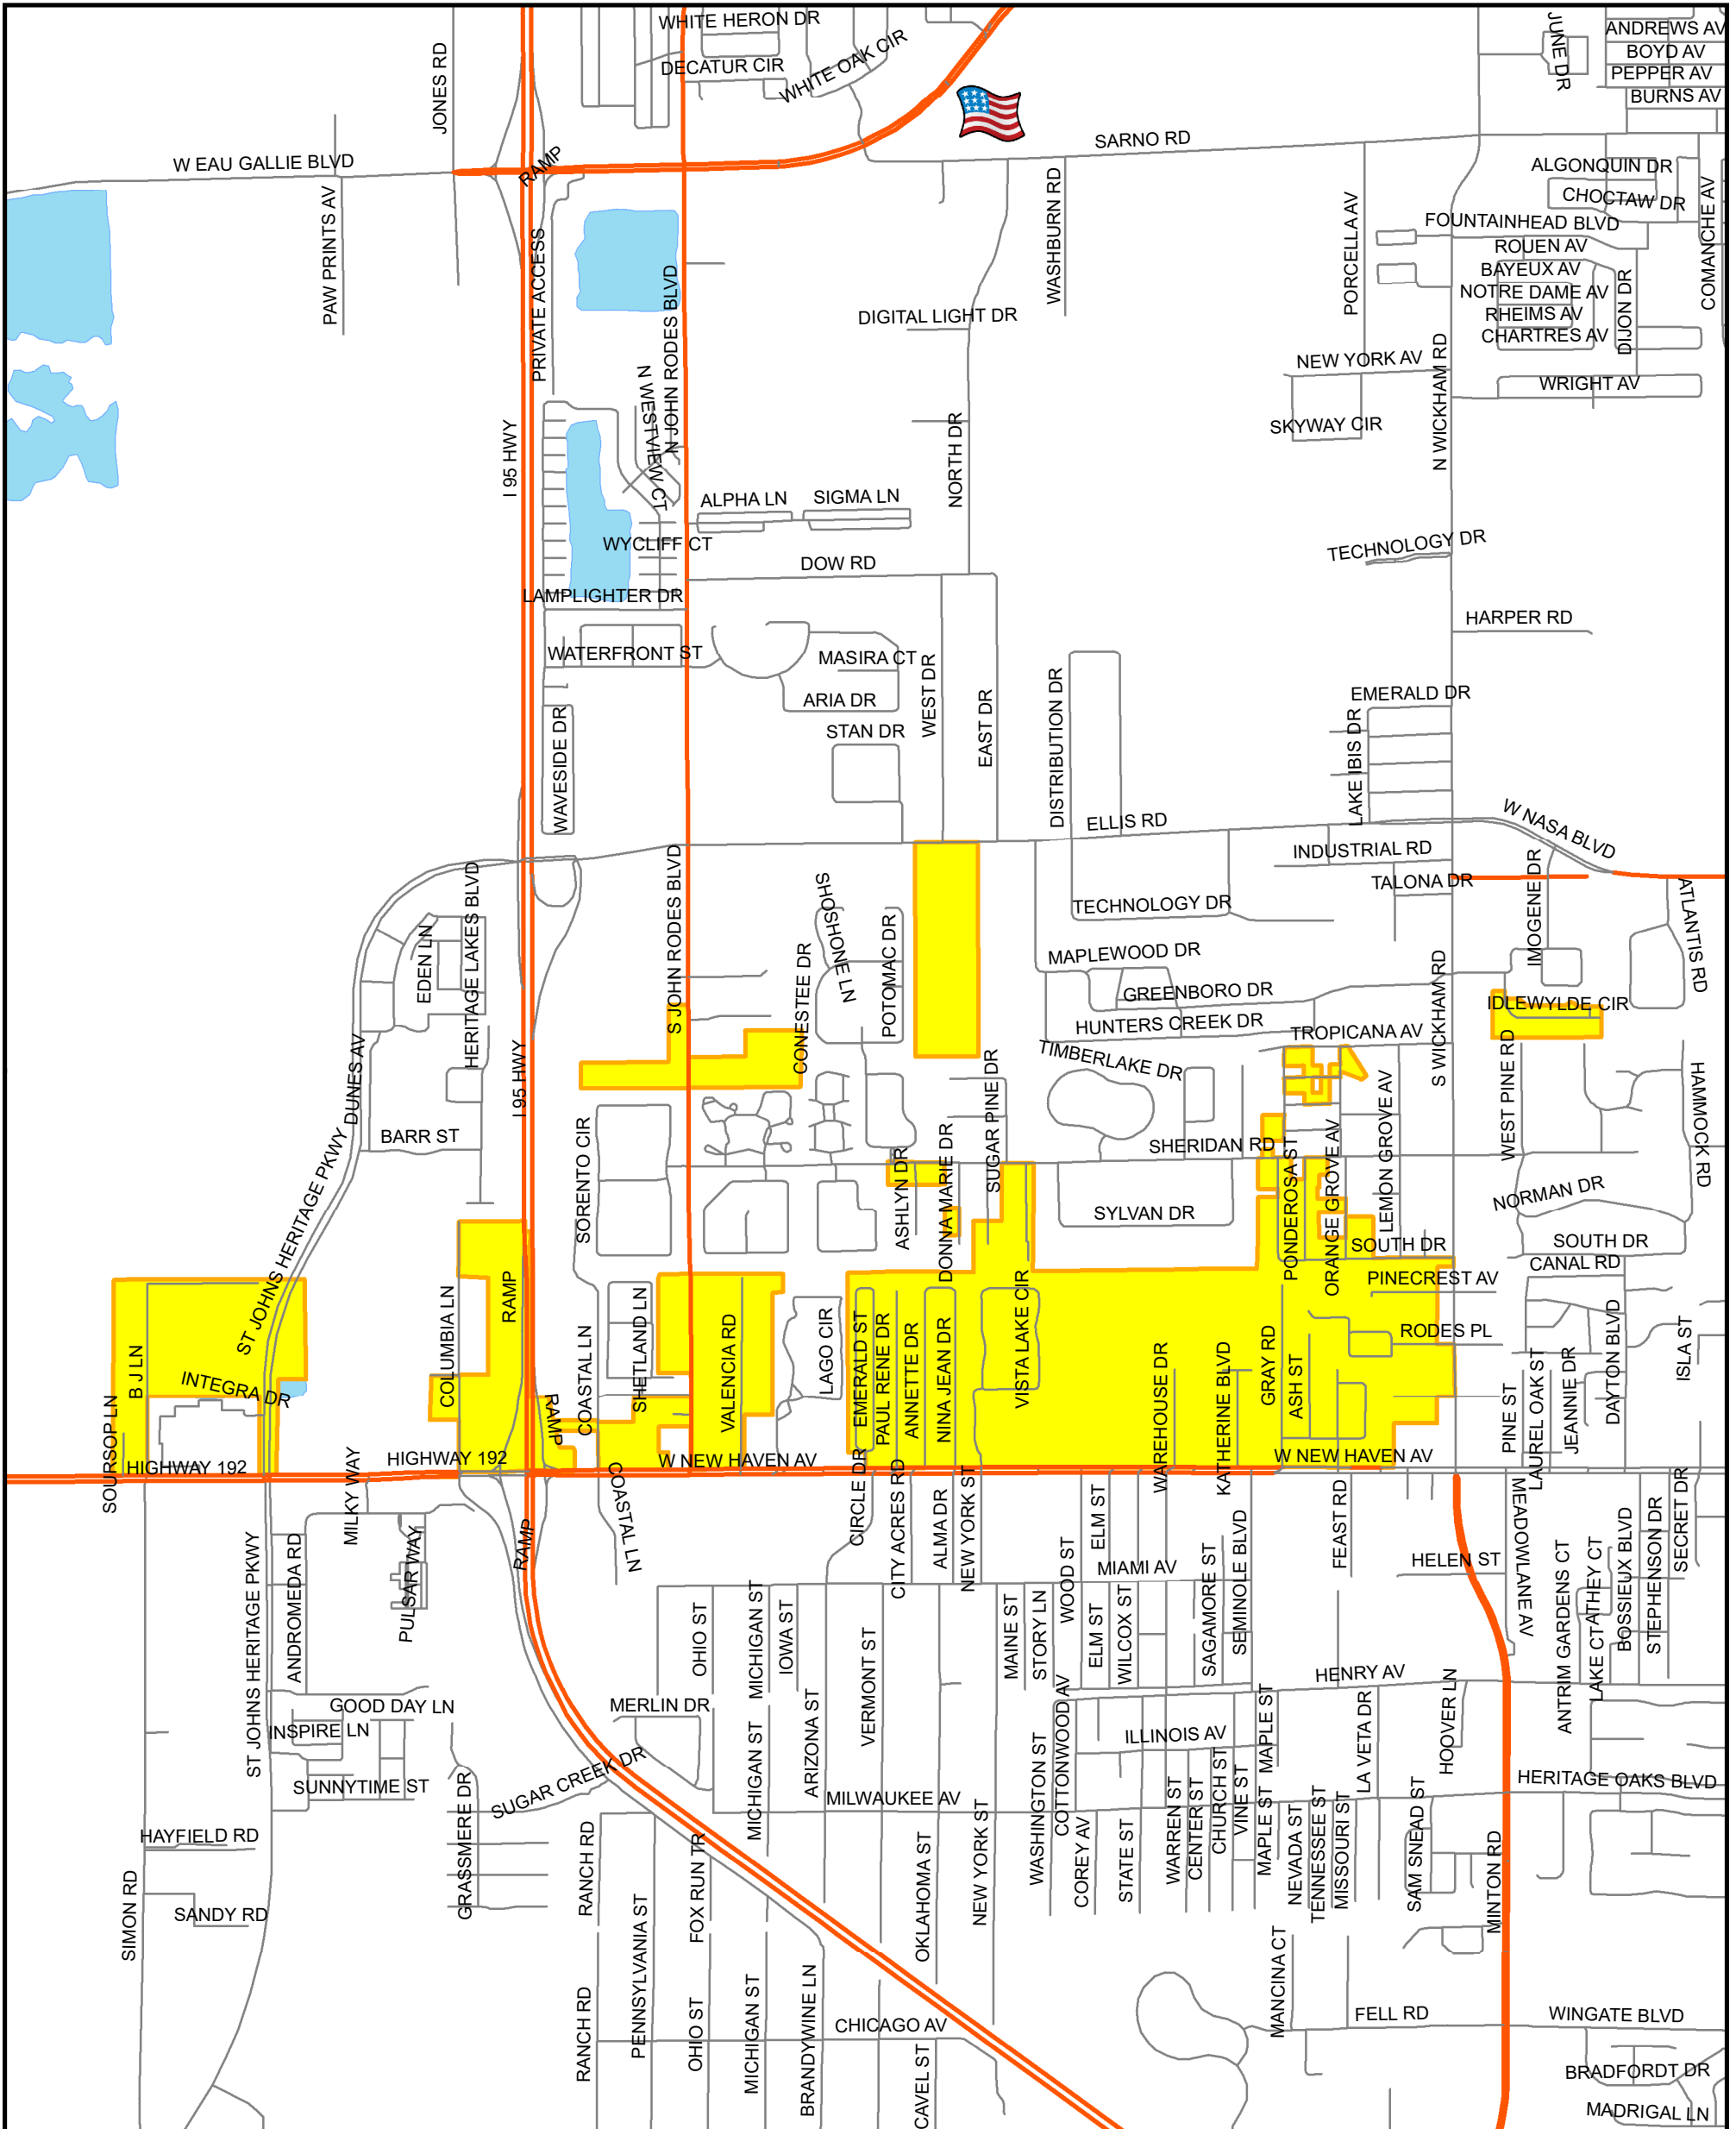 WHITE HERON DR
DECATUR CIR
WHITE OAK CIR
JONES RD
JUNE DR
ANDREWS AV
BOYD AV
PEPPER AV
BURNS AV
W EAU GALLIE BLVD
RAMP
SARNO RD
PAW PRINTS AV
PRIVATE ACCESS
N JOHN RODES BLVD
WASHBURN RD
PORCELLA AV
ALGONQUIN DR
CHOCTAW DR
COMANCHE AV
FOUNTAINHEAD BLVD
ROUEN AV
BAYEUX AV
NOTRE DAME AV
RHEIMS AV
CHARTRES AV
DIJON DR
DIGITAL LIGHT DR
NEW YORK AV
WRIGHT AV
SKYWAY CIR
N WICKHAM RD
I 95 HWY
N WESTVIEW CT
NORTH DR
ALPHA LN
SIGMA LN
WYCLIFF CT
DOW RD
TECHNOLOGY DR
LAMPLIGHTER DR
HARPER RD
WATERFRONT ST
MASIRA CT
WEST DR
ARIA DR
EAST DR
STAN DR
DISTRIBUTION DR
EMERALD DR
LAKE IBIS DR
WAVESIDE DR
ELLIS RD
W NASA BLVD
INDUSTRIAL RD
TALONA DR
IMOGENE DR
ATLANTIS RD
S JOHN RODES BLVD
HERITAGE LAKES BLVD
EDEN LN
SHOSHONE LN
POTOMAC DR
CONESTEE DR
TECHNOLOGY DR
MAPLEWOOD DR
GREENBORO DR
HUNTERS CREEK DR
TROPICANA AV
S WICKHAM RD
IDLEWYLDE CIR
DUNES AV
I 95 HWY
TIMBERLAKE DR
SUGAR PINE DR
LEMON GROVE AV
WEST PINE RD
HAMMOCK RD
BARR ST
SORENTO CIR
SHERIDAN RD
ASHLYN DR
DONNA MARIE DR
PONDEROSA ST
ORANGE GROVE AV
NORMAN DR
SYLVAN DR
SOUTH DR
SOUTH DR
ST JOHNS HERITAGE PKWY
CANAL RD
PINECREST AV
RODES PL
COLUMBIA LN
RAMP
COASTAL LN
SHETLAND LN
VALENCIA RD
LAGO CIR
EMERALD ST
PAUL RENE DR
ANNETTE DR
NINA JEAN DR
VISTA LAKE CIR
WAREHOUSE DR
KATHERINE BLVD
GRAY RD
ASH ST
PINE ST
LAUREL OAK ST
JEANNIE DR
DAYTON BLVD
ISLA ST
B J LN
INTEGRA DR
SOURSOP LN
RAMP
HIGHWAY 192
HIGHWAY 192
W NEW HAVEN AV
W NEW HAVEN AV
MILKY WAY
COASTAL LN
CIRCLE DR
CITY ACRES RD
ALMA DR
NEW YORK ST
ELM ST
FEAST RD
MEADOWLANE AV
SECRET DR
ST JOHNS HERITAGE PKWY
ANDROMEDA RD
PULSAR WAY
RAMP
WOOD ST
MIAMI AV
SAGAMORE ST
SEMINOLE BLVD
HELEN ST
ANTRIM GARDENS CT
LAKE CT
ATHEY CT
BOSSIEUX BLVD
STEPHENSON DR
OHIO ST
MICHIGAN ST
IOWA ST
VERMONT ST
MAINE ST
STORY LN
ELM ST
WILCOX ST
HENRY AV
GOOD DAY LN
INSPIRE LN
SUNNYTIME ST
MERLIN DR
ARIZONA ST
COTTONWOOD AV
ILLINOIS AV
MAPLE ST
LA VETA DR
HOOVER LN
SUGAR CREEK DR
MICHIGAN ST
MILWAUKEE AV
WASHINGTON ST
HERITAGE OAKS BLVD
GRASSMERE DR
HAYFIELD RD
SANDY RD
SIMON RD
RANCH RD
PENNSYLVANIA ST
FOX RUN TR
OKLAHOMA ST
NEW YORK ST
COREY AV
STATE ST
WARREN ST
CENTER ST
CHURCH ST
VINE ST
MAPLE ST
NEVADA ST
TENNESSEE ST
MISSOURI ST
SAM SNEAD ST
MINTON RD
RANCH RD
OHIO ST
MICHIGAN ST
BRANDYWINE LN
CHICAGO AV
CAVEL ST
MANCINA CT
FELL RD
WINGATE BLVD
BRADFORDT DR
MADRIGAL LN